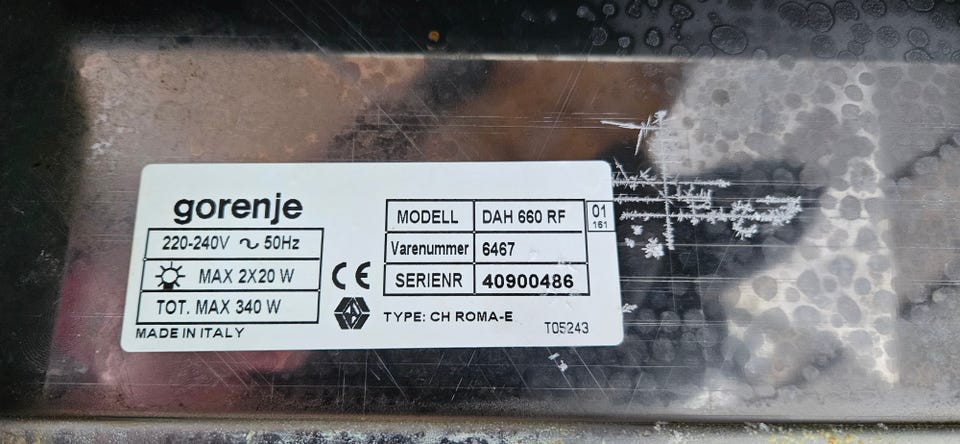 gorenje
220-240V ~ 50Hz
MAX 2X20 W
TOT. MAX 340 W
MADE IN ITALY
CE
MODELL DAH 660 RF 01
161
Varenummer 6467
SERIENR 40900486
TYPE: CH ROMA-E
T05243